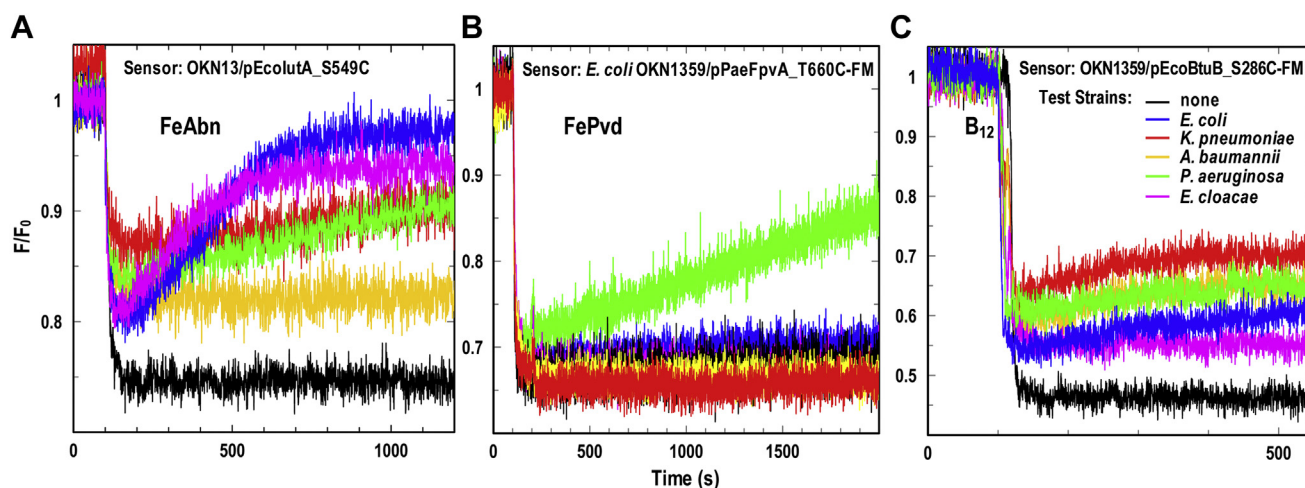 A
Sensor: OKN13/pEcoIutA_S549C
FeAbn
F/F0
1
0.9
0.8
0
500
1000
B
Sensor: E. coli OKN1359/pPaeFpvA_T660C-FM
FePvd
1
0.9
0.8
0.7
0
500
1000
1500
Time (s)
C
Sensor: OKN1359/pEcoBtuB_S286C-FM
Test Strains:
none
E. coli
K. pneumoniae
A. baumannii
P. aeruginosa
E. cloacae
B12
1
0.9
0.8
0.7
0.6
0.5
0
500